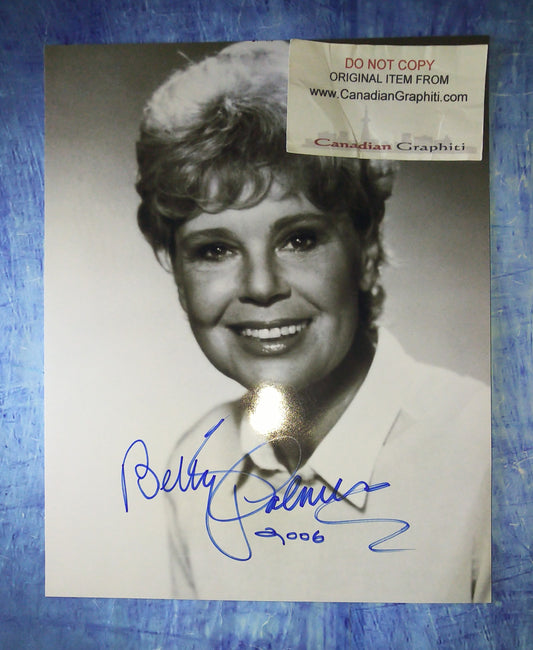 DO NOT COPY
ORIGINAL ITEM FROM
www.CanadianGraphiti.com
Canadian Graphiti
Betsy Palmer
2006